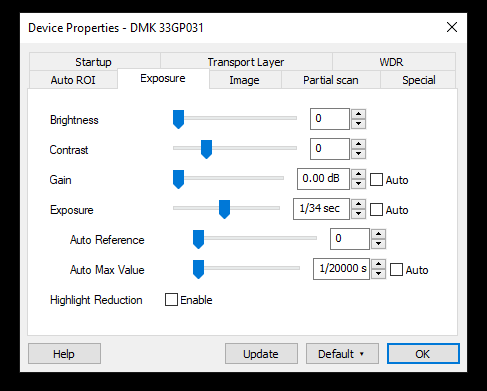 Device Properties - DMK 33GP031
Startup Transport Layer WDR
Auto ROI Exposure Image Partial scan Special
Brightness 0
Contrast 0
Gain 0.00 dB Auto
Exposure 1/34 sec Auto
Auto Reference 0
Auto Max Value 1/20000 s Auto
Highlight Reduction Enable
Help Update Default OK